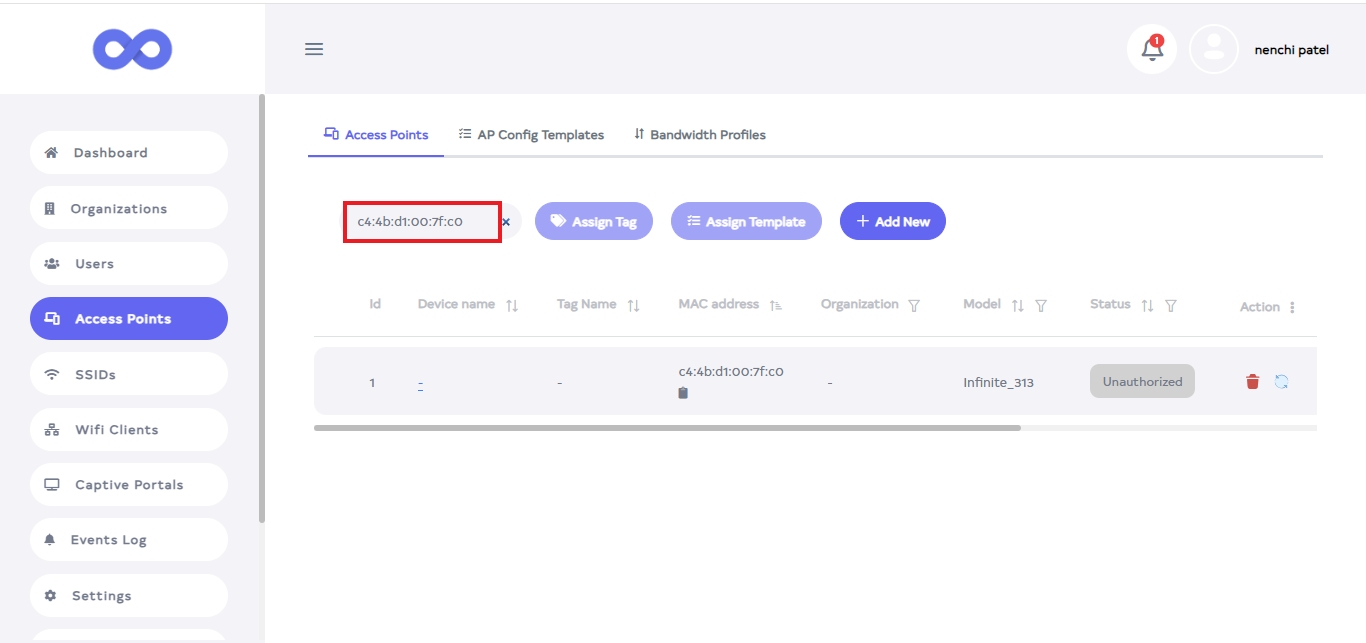 1
nenchi patel
Dashboard
Organizations
Users
Access Points
SSIDs
Wifi Clients
Captive Portals
Events Log
Settings
Access Points AP Config Templates Bandwidth Profiles
c4:4b:d1:00:7f:c0 × Assign Tag Assign Template + Add New
Id Device name Tag Name MAC address Organization Model Status Action
1 - - c4:4b:d1:00:7f:c0 - Infinite_313 Unauthorized